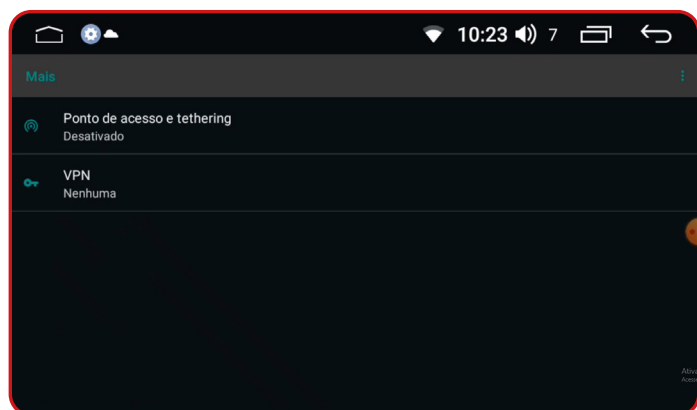 10:23 7
Mais
Ponto de acesso e tethering
Desativado
VPN
Nenhuma